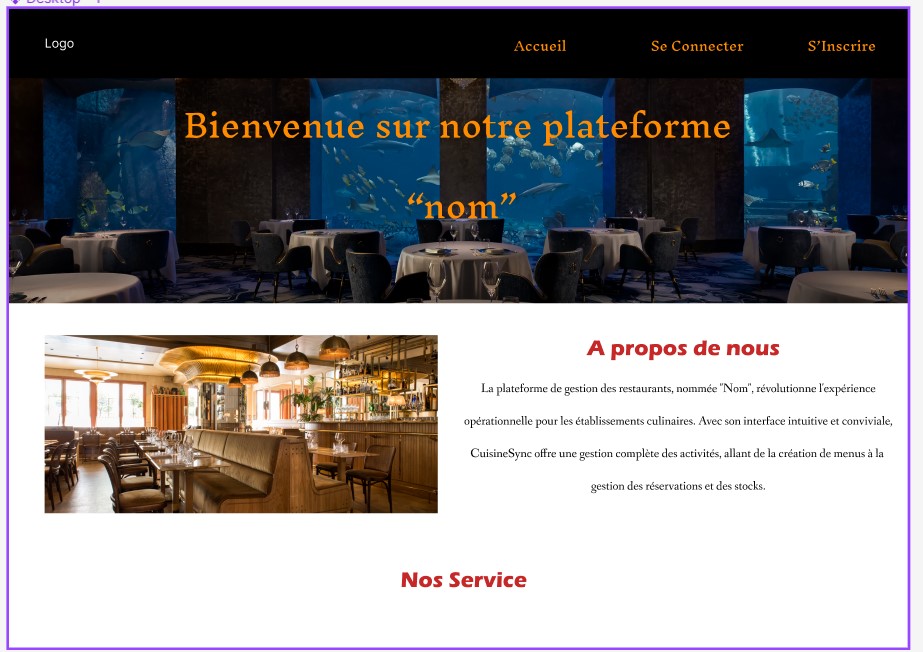 Logo
Accueil
Se Connecter
S'Inscrire
Bienvenue sur notre plateforme
“nom”
A propos de nous
La plateforme de gestion des restaurants, nommée "Nom", révolutionne l'expérience
opérationnelle pour les établissements culinaires. Avec son interface intuitive et conviviale,
CuisineSync offre une gestion complète des activités, allant de la création de menus à la
gestion des réservations et des stocks.
Nos Service